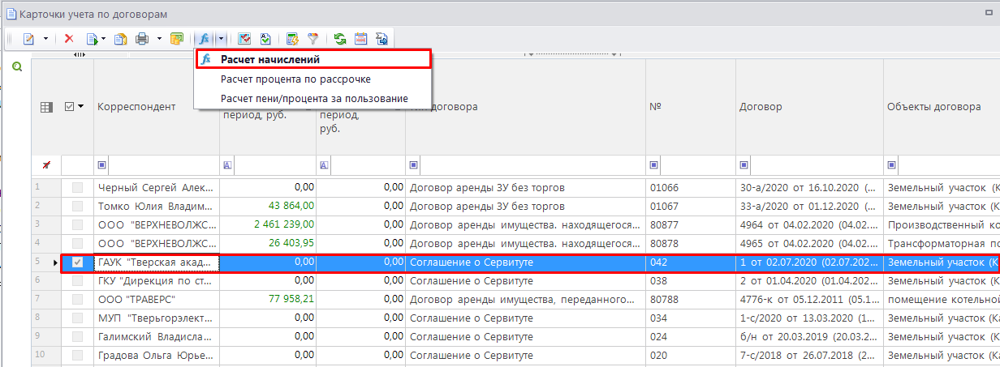 Карточки учета по договорам
fx
fx Расчет начислений
Расчет процента по рассрочке
Расчет пени/процента за пользование
Корреспондент период, руб. период, руб. договора № Договор Объекты договора
1 Черный Сергей Алек... 0,00 0,00 Договор аренды ЗУ без торгов 01066 30-а/2020 от 16.10.2020 (... Земельный участок (К
2 Томко Юлия Владим... 43 864,00 0,00 Договор аренды ЗУ без торгов 01067 33-а/2020 от 01.12.2020 (... Земельный участок (К
3 ООО "ВЕРХНЕВОЛЖС... 2 461 239,00 0,00 Договор аренды имущества. находящегося... 80877 4964 от 04.02.2020 (04.02.... Производственный к
4 ООО "ВЕРХНЕВОЛЖС... 26 403,95 0,00 Договор аренды имущества. находящегося... 80878 4965 от 04.02.2020 (04.02.... Трансформаторная по
5 ГАУК "Тверская акад... 0,00 0,00 Соглашение о Сервитуте 042 1 от 02.07.2020 (02.07.202... Земельный участок (К
6 ГКУ "Дирекция по ст... 0,00 0,00 Соглашение о Сервитуте 038 2 от 01.04.2020 (01.04.202... Земельный участок (К
7 ООО "ТРАВЕРС" 77 958,21 0,00 Договор аренды имущества, переданного... 80788 4776-к от 05.12.2011 (05.1... помещение котельной
8 МУП "Тверьгорэлект... 0,00 0,00 Соглашение о Сервитуте 034 1-с/2020 от 13.03.2020 (1... Земельный участок (К
9 Галимский Владисла... 0,00 0,00 Соглашение о Сервитуте 024 б/н от 20.03.2019 (20.03.2... Земельный участок (К
10 Градова Ольга Юрье... 0,00 0,00 Соглашение о Сервитуте 020 7-с/2018 от 26.07.2018 (2... Земельный участок (Ка